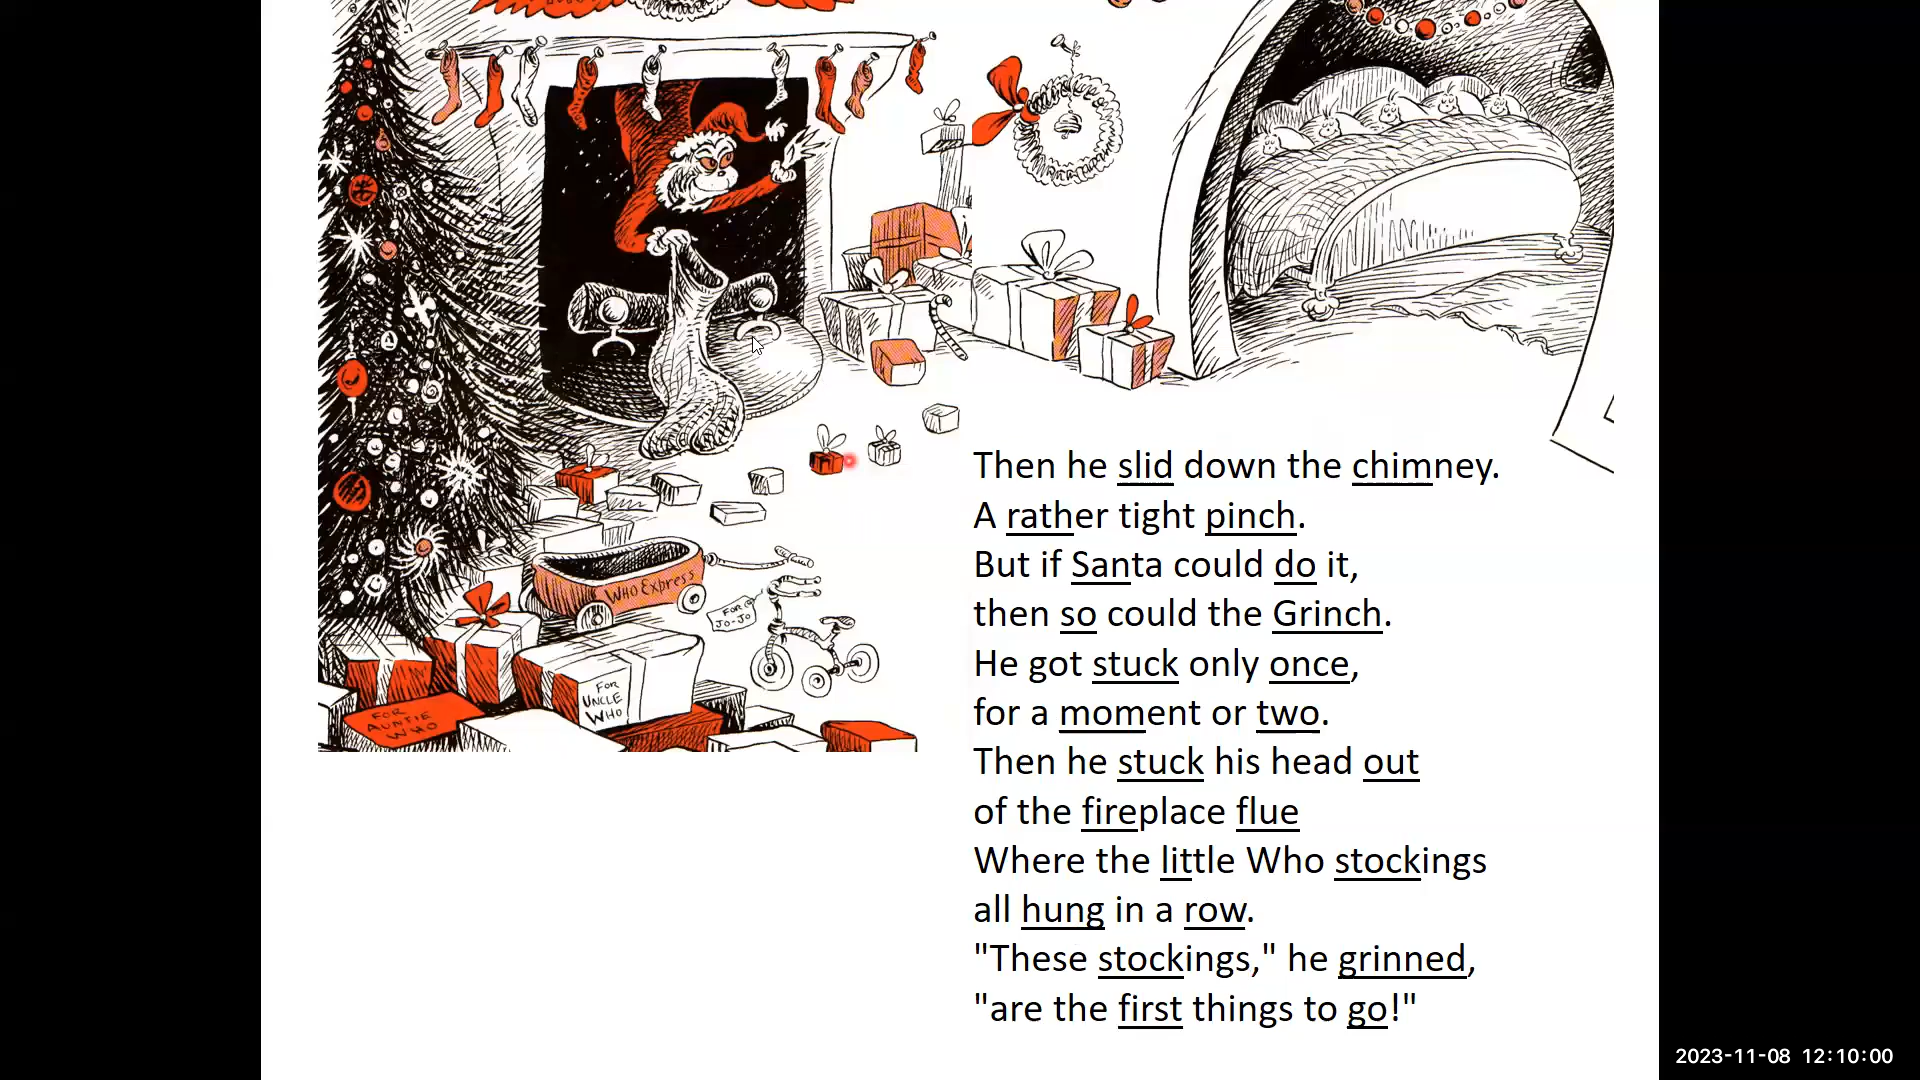 Then he slid down the chimney.
A rather tight pinch.
But if Santa could do it,
then so could the Grinch.
He got stuck only once,
for a moment or two.
Then he stuck his head out
of the fireplace flue
Where the little Who stockings
all hung in a row.
"These stockings," he grinned,
"are the first things to go!"
WHO EXPRESS
FOR
JO-JO
FOR
UNCLE
WHO
FOR
AUNTIE
WHO
2023-11-08 12:10:00